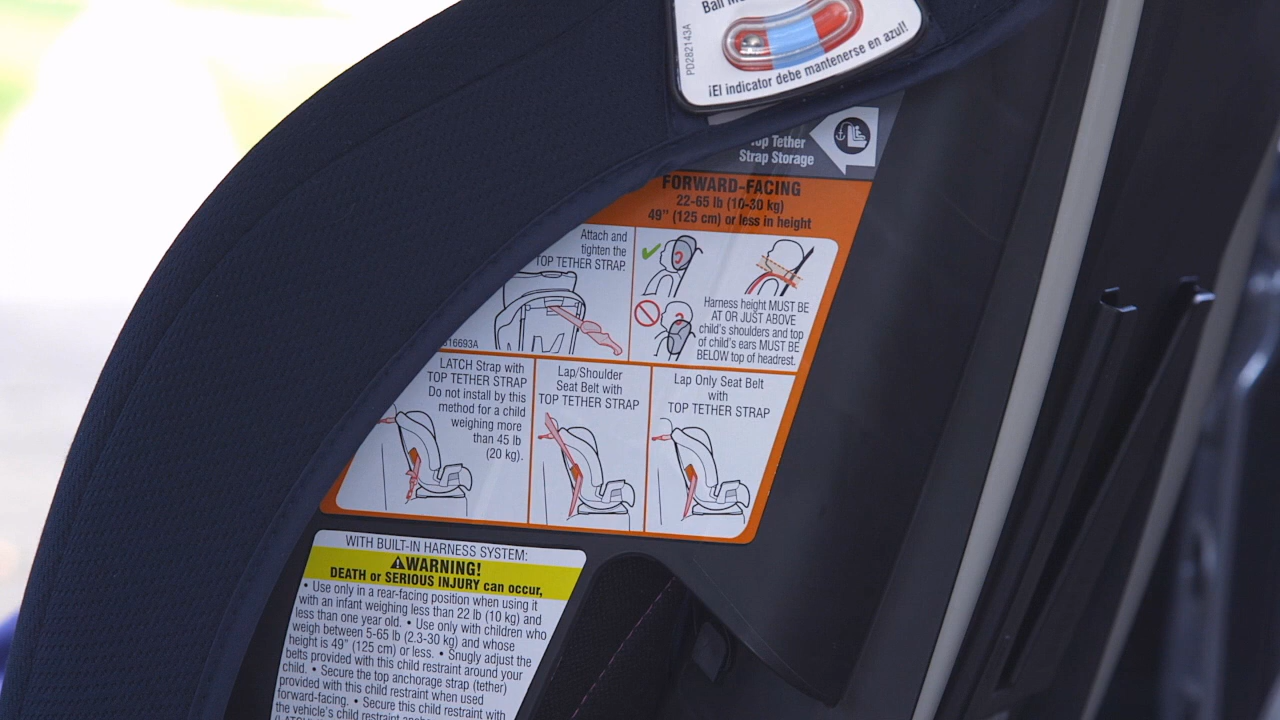 Ball
PD282143A
¡El indicador debe mantenerse en azul!
Top Tether
Strap Storage
FORWARD-FACING
22-65 lb (10-30 kg)
49" (125 cm) or less in height
Attach and
tighten the
TOP TETHER STRAP.
16693A
Harness height MUST BE
AT OR JUST ABOVE
child's shoulders and top
of child's ears MUST BE
BELOW top of headrest.
LATCH Strap with
TOP TETHER STRAP
Do not install by this
method for a child
weighing more
than 45 lb
(20 kg).
Lap/Shoulder
Seat Belt with
TOP TETHER STRAP
Lap Only Seat Belt
with
TOP TETHER STRAP
WITH BUILT-IN HARNESS SYSTEM:
WARNING!
DEATH or SERIOUS INJURY can occur,
• Use only in a rear-facing position when using it
with an infant weighing less than 22 lb (10 kg) and
less than one year old. • Use only with children who
weigh between 5-65 lb (2.3-30 kg) and whose
height is 49" (125 cm) or less. • Snugly adjust the
belts provided with this child restraint around your
child. • Secure the top anchorage strap (tether)
provided with this child restraint when used
forward-facing. • Secure this child restraint with
the vehicle's child restraint